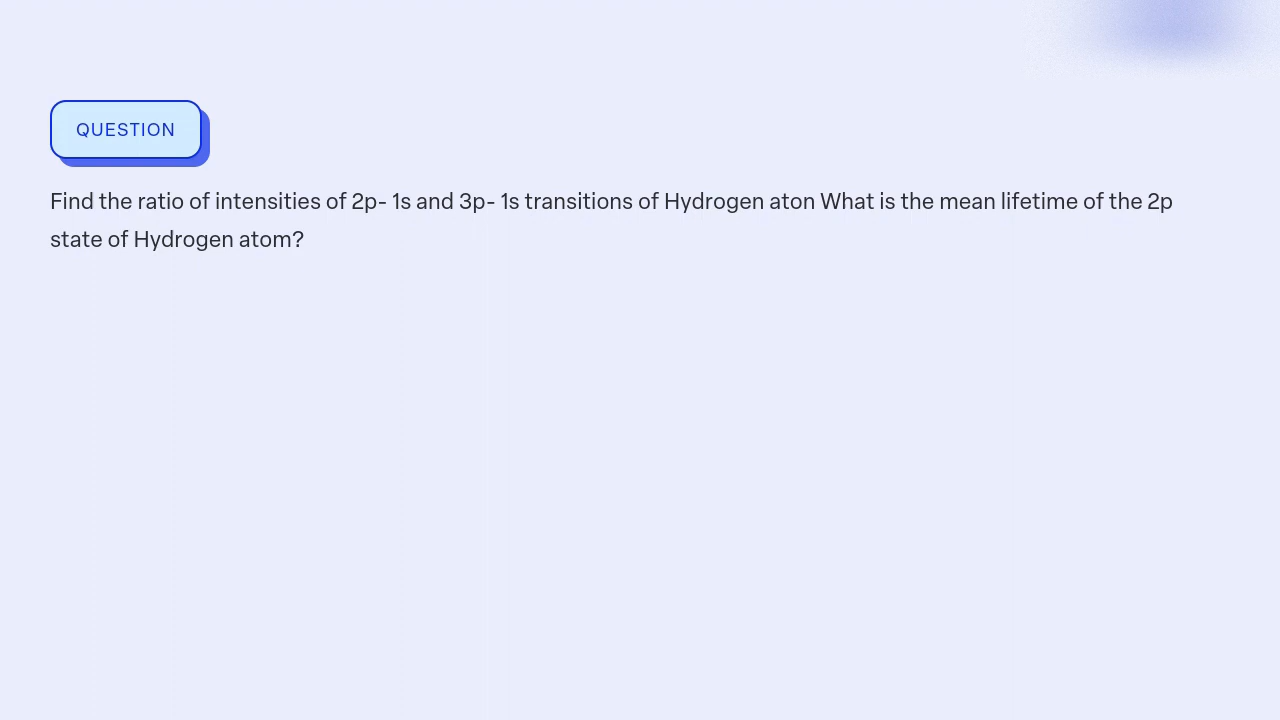 QUESTION
Find the ratio of intensities of 2p- 1s and 3p- 1s transitions of Hydrogen aton What is the mean lifetime of the 2p
state of Hydrogen atom?